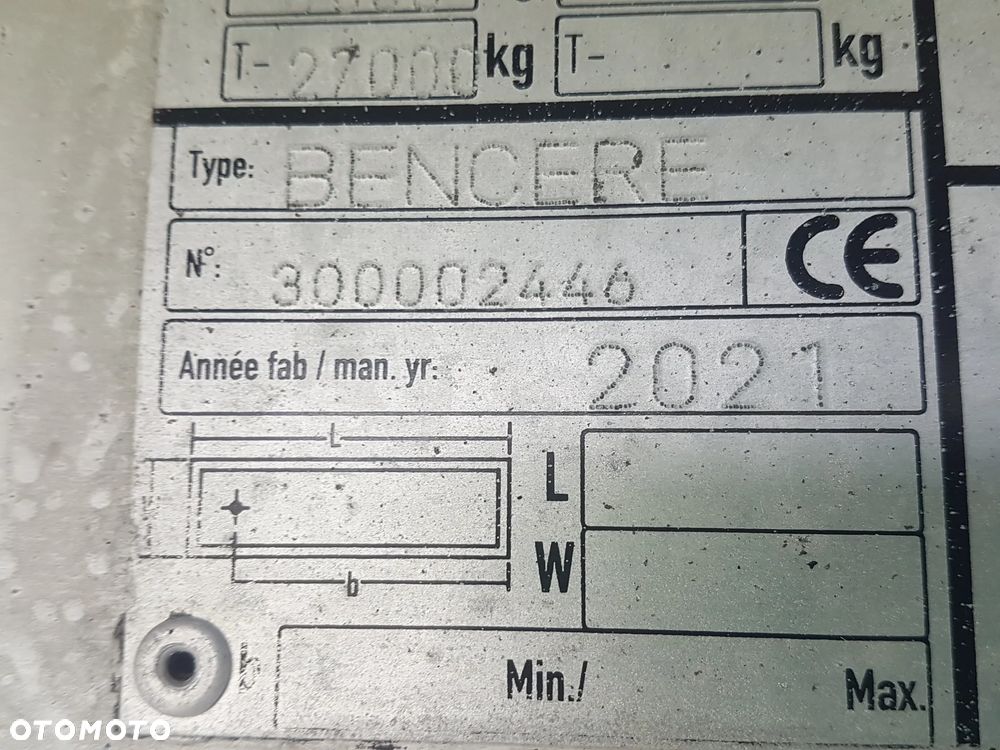 T- 27000 kg T- kg
Type: BENCERE
N°: 300002446 CE
Année fab / man. yr: 2021
L
L
W
b
Min./ Max.
OTOMOTO